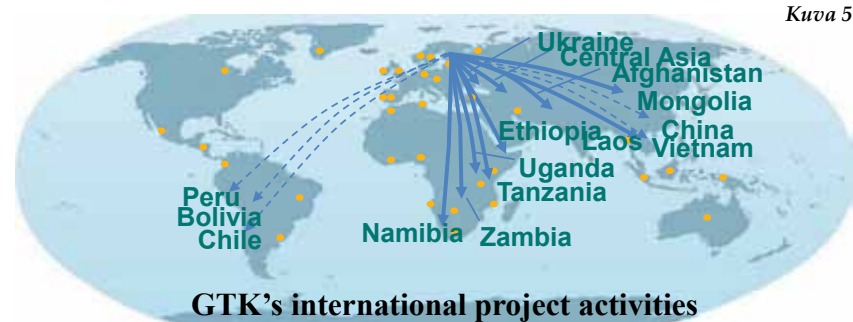 Kuva 5
Ukraine
Central Asia
Afghanistan
Mongolia
China
Ethiopia
Laos
Vietnam
Uganda
Tanzania
Peru
Bolivia
Chile
Namibia
Zambia
GTK's international project activities